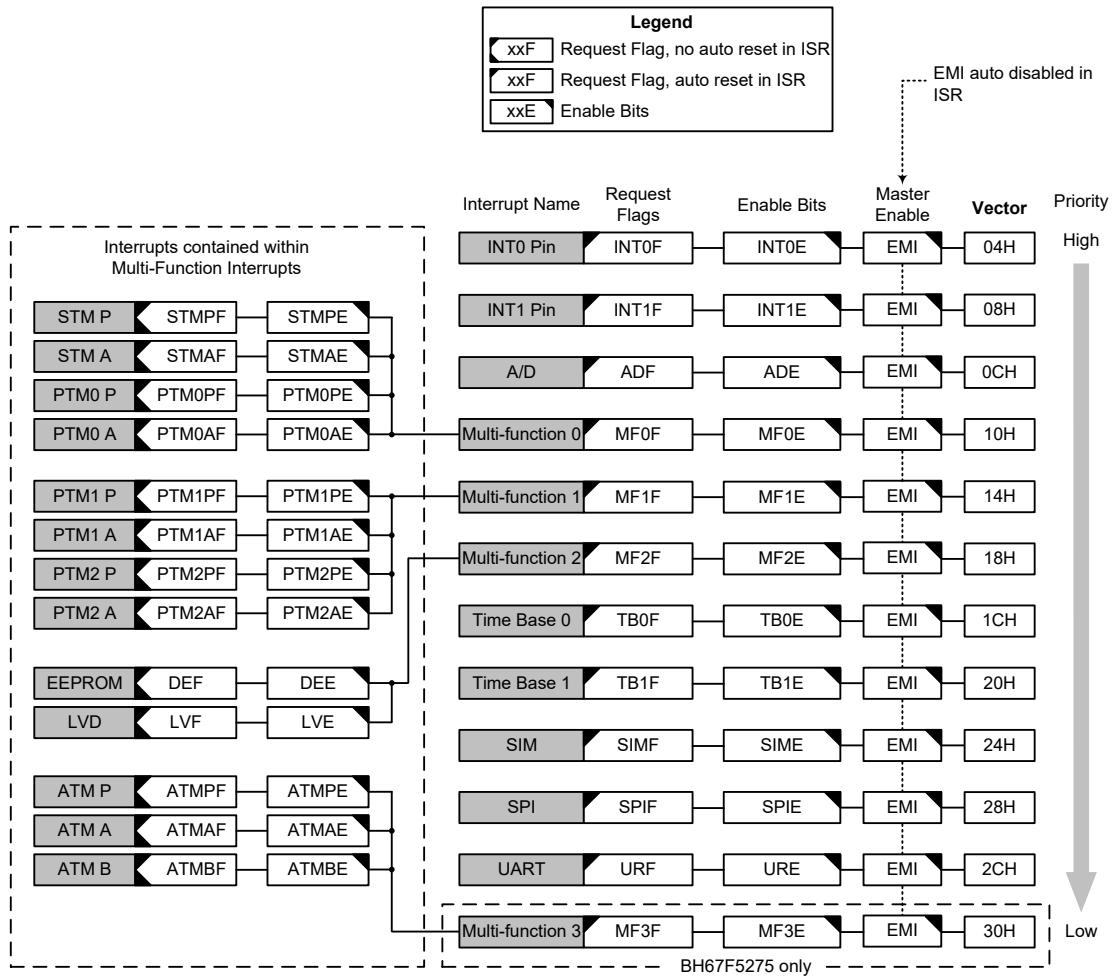 Legend
xxF Request Flag, no auto reset in ISR
xxF Request Flag, auto reset in ISR
xxE Enable Bits
EMI auto disabled in
ISR
Interrupt Name
Request
Flags
Enable Bits
Master
Enable
Vector
Priority
High
Low
Interrupts contained within
Multi-Function Interrupts
STM P STMPF STMPE
STM A STMAF STMAE
PTM0 P PTM0PF PTM0PE
PTM0 A PTM0AF PTM0AE
PTM1 P PTM1PF PTM1PE
PTM1 A PTM1AF PTM1AE
PTM2 P PTM2PF PTM2PE
PTM2 A PTM2AF PTM2AE
EEPROM DEF DEE
LVD LVF LVE
ATM P ATMPF ATMPE
ATM A ATMAF ATMAE
ATM B ATMBF ATMBE
INT0 Pin INT0F INT0E EMI 04H
INT1 Pin INT1F INT1E EMI 08H
A/D ADF ADE EMI 0CH
Multi-function 0 MF0F MF0E EMI 10H
Multi-function 1 MF1F MF1E EMI 14H
Multi-function 2 MF2F MF2E EMI 18H
Time Base 0 TB0F TB0E EMI 1CH
Time Base 1 TB1F TB1E EMI 20H
SIM SIMF SIME EMI 24H
SPI SPIF SPIE EMI 28H
UART URF URE EMI 2CH
Multi-function 3 MF3F MF3E EMI 30H
BH67F5275 only